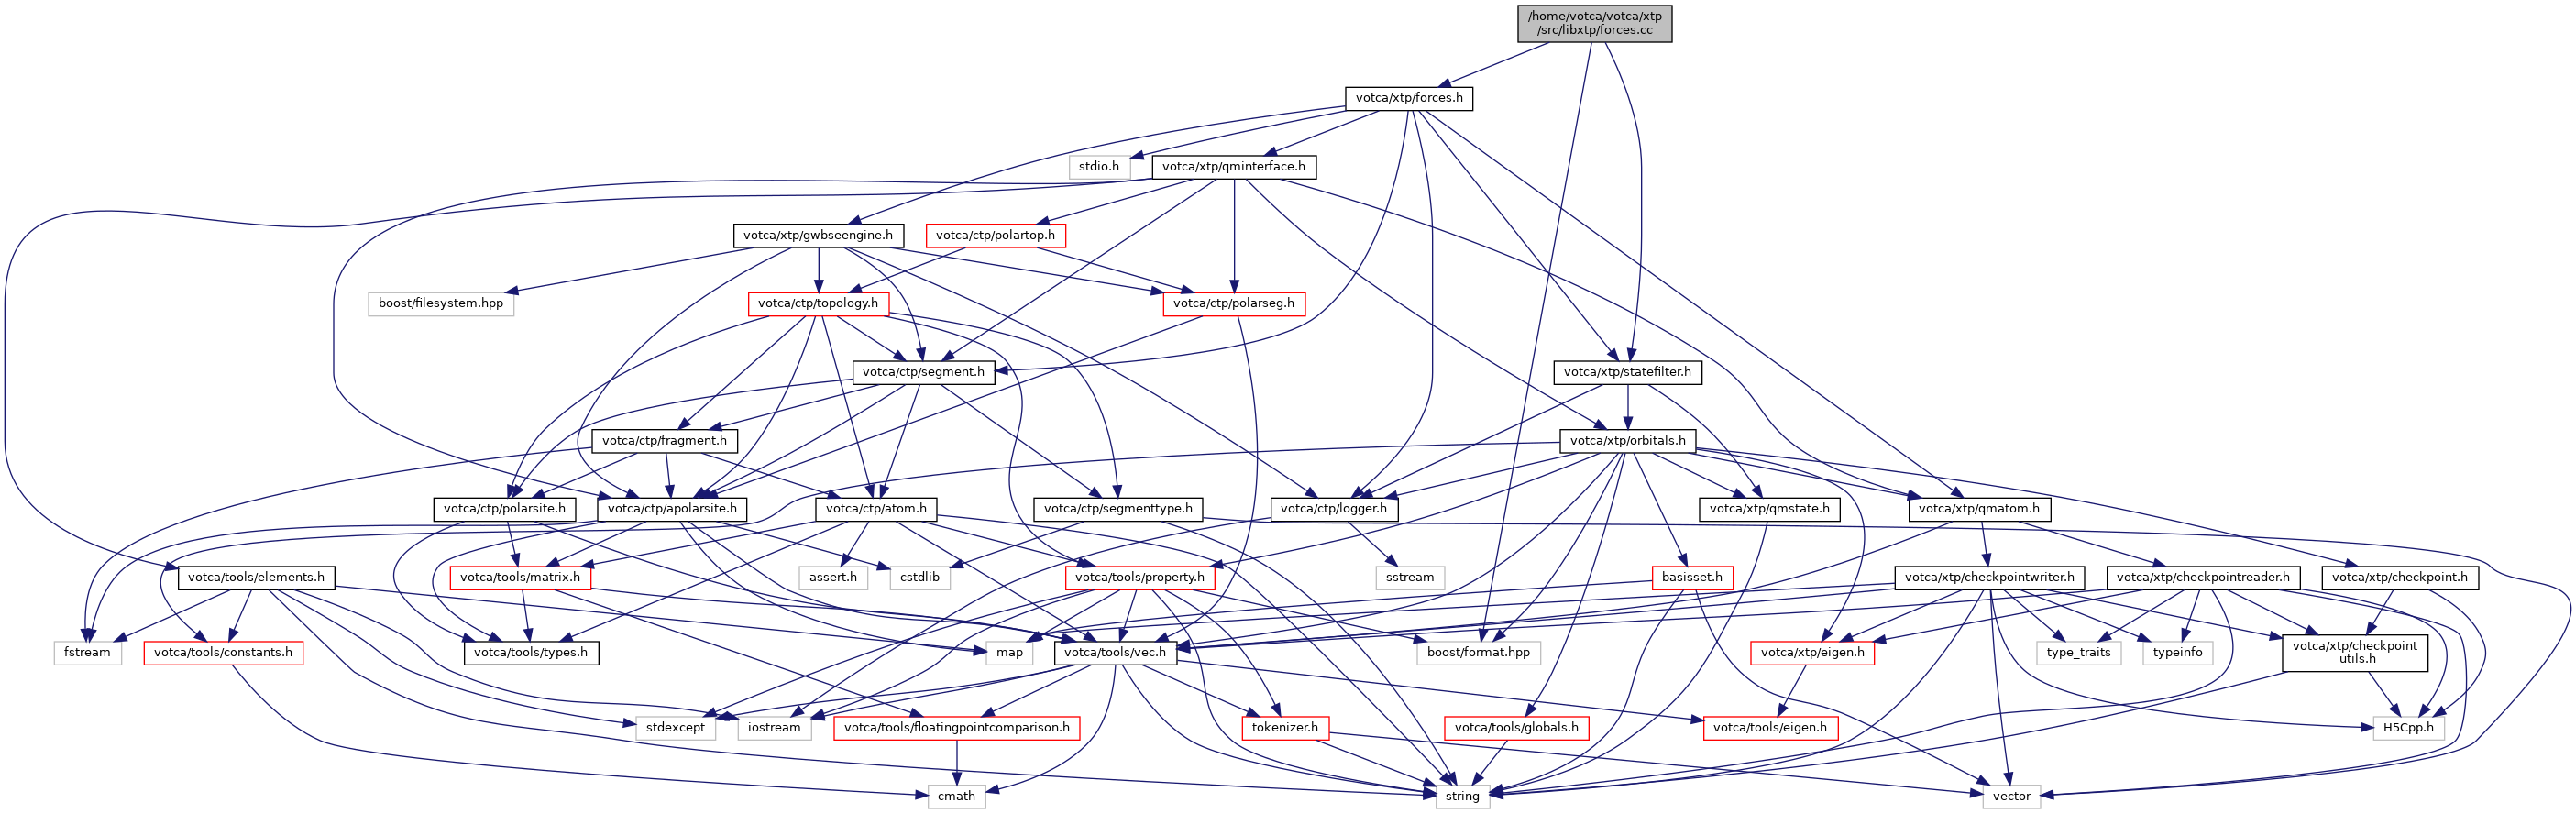 /home/votca/votca/xtp
/src/libxtp/forces.cc
votca/xtp/forces.h
stdio.h
votca/xtp/qminterface.h
votca/xtp/gwbseengine.h
votca/ctp/polartop.h
boost/filesystem.hpp
votca/ctp/topology.h
votca/ctp/polarseg.h
votca/ctp/segment.h
votca/xtp/statefilter.h
votca/ctp/fragment.h
votca/xtp/orbitals.h
votca/ctp/polarsite.h
votca/ctp/apolarsite.h
votca/ctp/atom.h
votca/ctp/segmenttype.h
votca/ctp/logger.h
votca/xtp/qmstate.h
votca/xtp/qmatom.h
votca/tools/elements.h
votca/tools/matrix.h
assert.h
cstdlib
votca/tools/property.h
sstream
basisset.h
votca/xtp/checkpointwriter.h
votca/xtp/checkpointreader.h
votca/xtp/checkpoint.h
fstream
votca/tools/constants.h
votca/tools/types.h
map
votca/tools/vec.h
boost/format.hpp
votca/xtp/eigen.h
type_traits
typeinfo
votca/xtp/checkpoint
_utils.h
stdexcept
iostream
votca/tools/floatingpointcomparison.h
tokenizer.h
votca/tools/globals.h
votca/tools/eigen.h
H5Cpp.h
cmath
string
vector